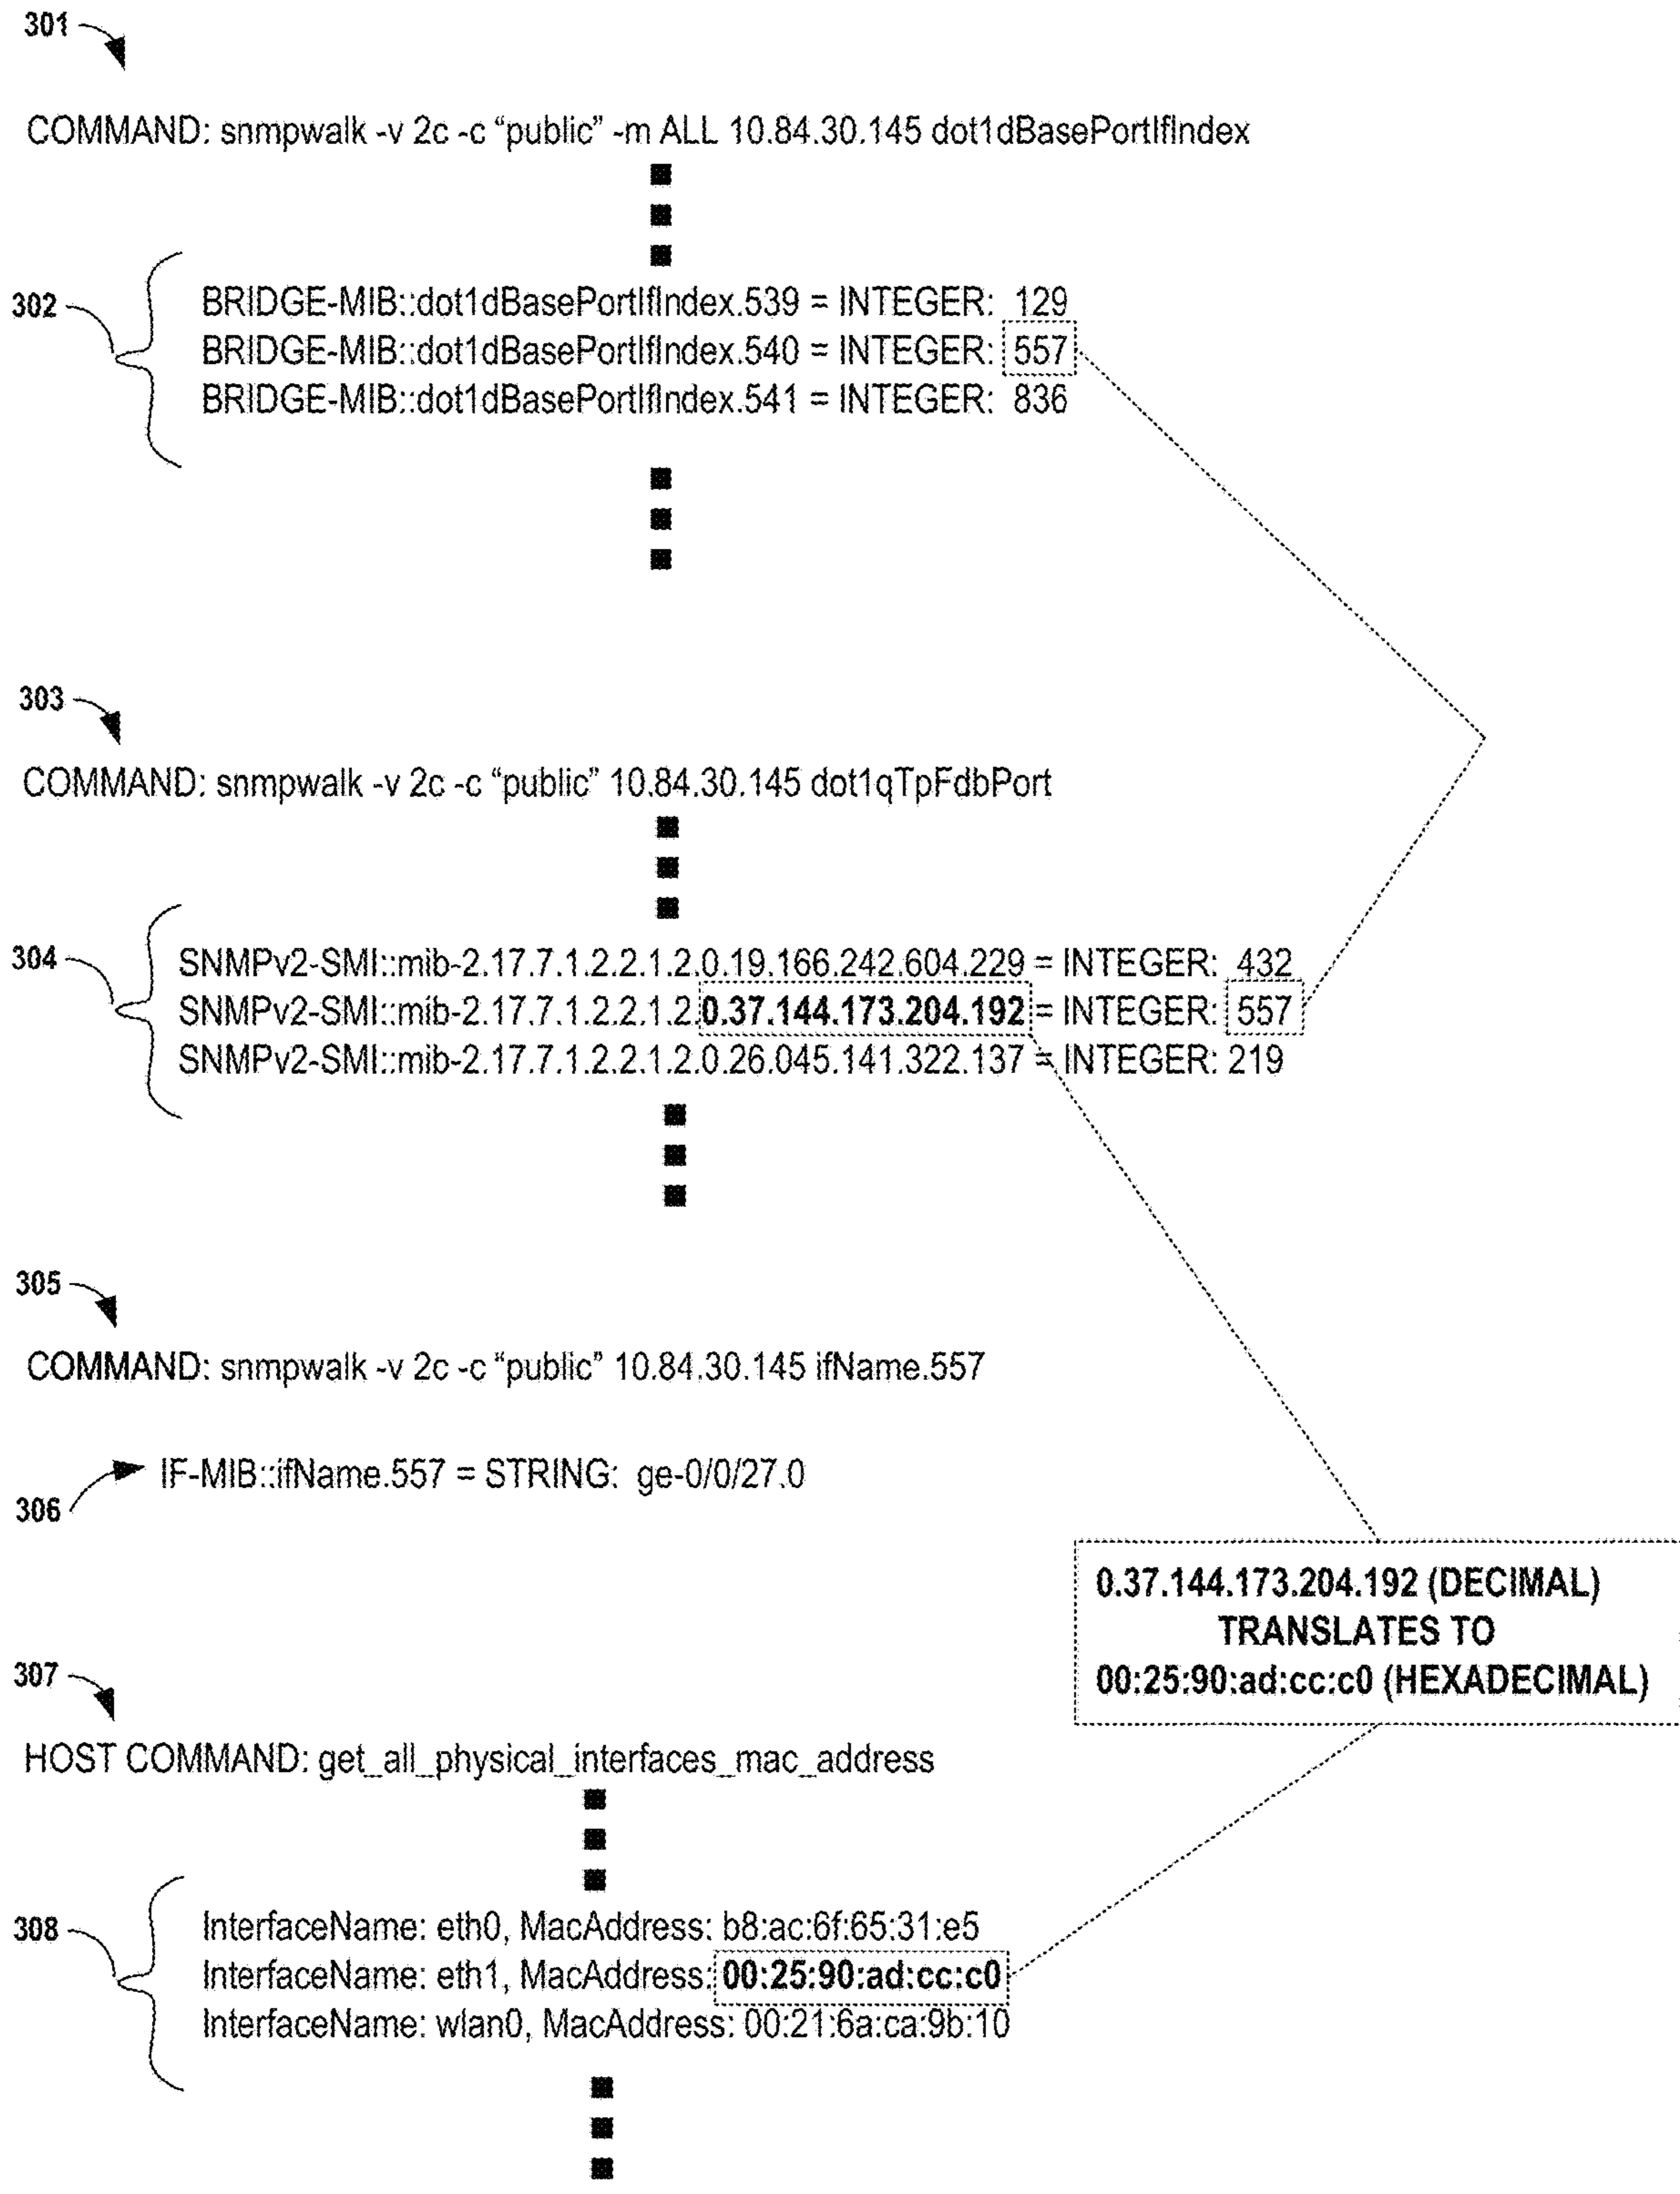 301
COMMAND: snmpwalk -v 2c -c “public” -m ALL 10.84.30.145 dot1dBasePortIfIndex
302
BRIDGE-MIB::dot1dBasePortIfIndex.539 = INTEGER: 129
BRIDGE-MIB::dot1dBasePortIfIndex.540 = INTEGER: 557
BRIDGE-MIB::dot1dBasePortIfIndex.541 = INTEGER: 836
303
COMMAND: snmpwalk -v 2c -c “public” 10.84.30.145 dot1qTpFdbPort
304
SNMPv2-SMI::mib-2.17.7.1.2.2.1.2.0.19.166.242.604.229 = INTEGER: 432
SNMPv2-SMI::mib-2.17.7.1.2.2.1.2.0.37.144.173.204.192 = INTEGER: 557
SNMPv2-SMI::mib-2.17.7.1.2.2.1.2.0.26.045.141.322.137 = INTEGER: 219
305
COMMAND: snmpwalk -v 2c -c “public” 10.84.30.145 ifName.557
306
IF-MIB::ifName.557 = STRING: ge-0/0/27.0
0.37.144.173.204.192 (DECIMAL)
TRANSLATES TO
00:25:90:ad:cc:c0 (HEXADECIMAL)
307
HOST COMMAND: get_all_physical_interfaces_mac_address
308
InterfaceName: eth0, MacAddress: b8:ac:6f:65:31:e5
InterfaceName: eth1, MacAddress: 00:25:90:ad:cc:c0
InterfaceName: wlan0, MacAddress: 00:21:6a:ca:9b:10